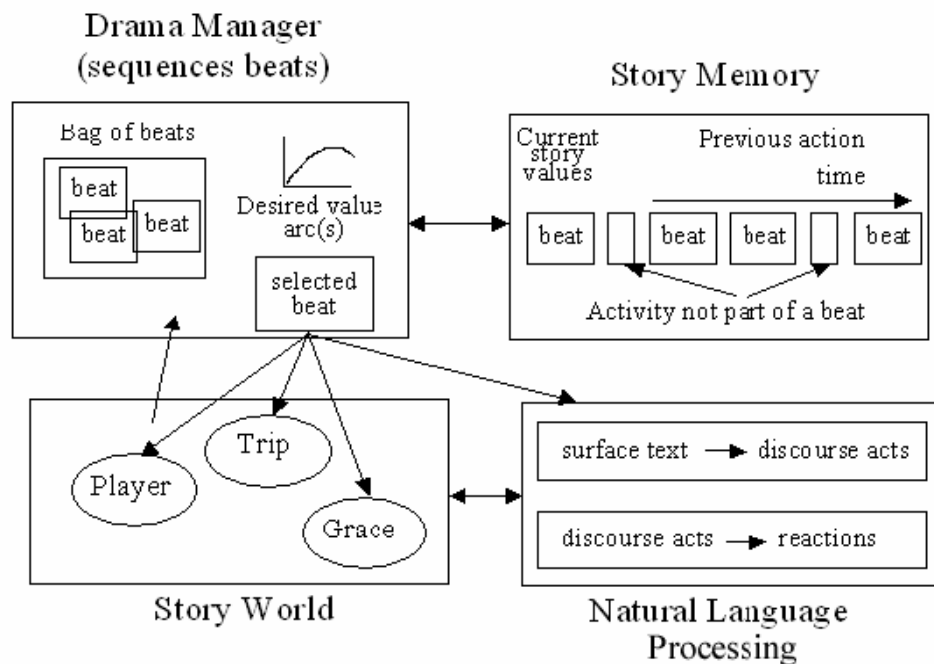 Drama Manager
(sequences beats)
Bag of beats
beat
beat
beat
Desired value
arc(s)
selected
beat
Story Memory
Current
story
values
Previous action
time
beat
beat
beat
beat
Activity not part of a beat
Player
Trip
Grace
Story World
surface text
discourse acts
discourse acts
reactions
Natural Language
Processing